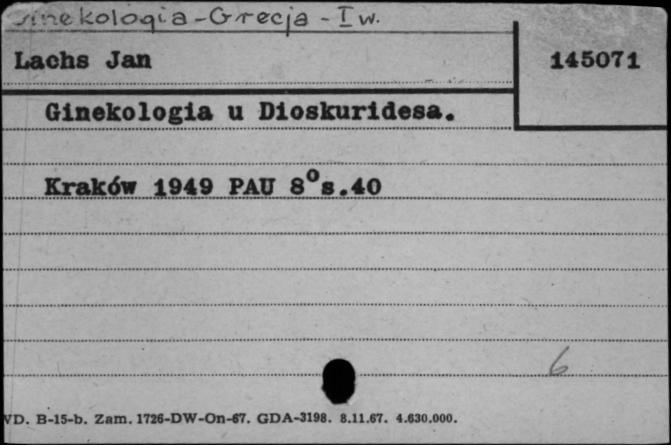 Ginekologia - Grecja - I w.
Lachs Jan
145071
Ginekologia u Dioskuridesa.
Kraków 1949 PAU 8°s.40
6
VD. B-15-b. Zam. 1726-DW-On-67. GDA-3198. 8.11.67. 4.630.000.